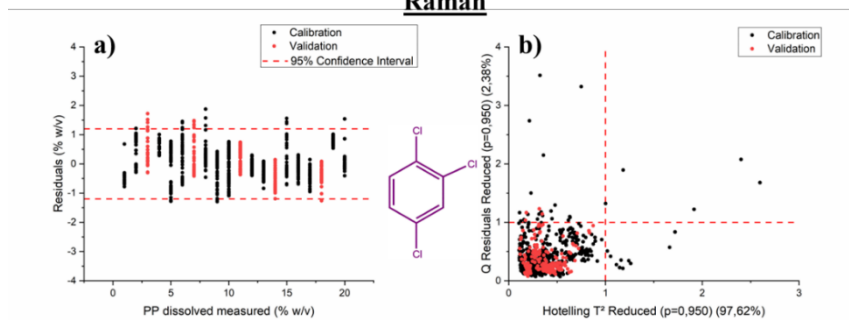 Raman
a)
Calibration
Validation
95% Confidence Interval
4
3
2
1
0
-1
-2
-3
-4
Residuals (% w/v)
0
5
10
15
20
PP dissolved measured (% w/v)
Cl
Cl
Cl
b)
Calibration
Validation
4
3
2
1
0
Q Residuals Reduced (p=0,950) (2,38%)
0
1
2
3
Hotelling T² Reduced (p=0,950) (97,62%)